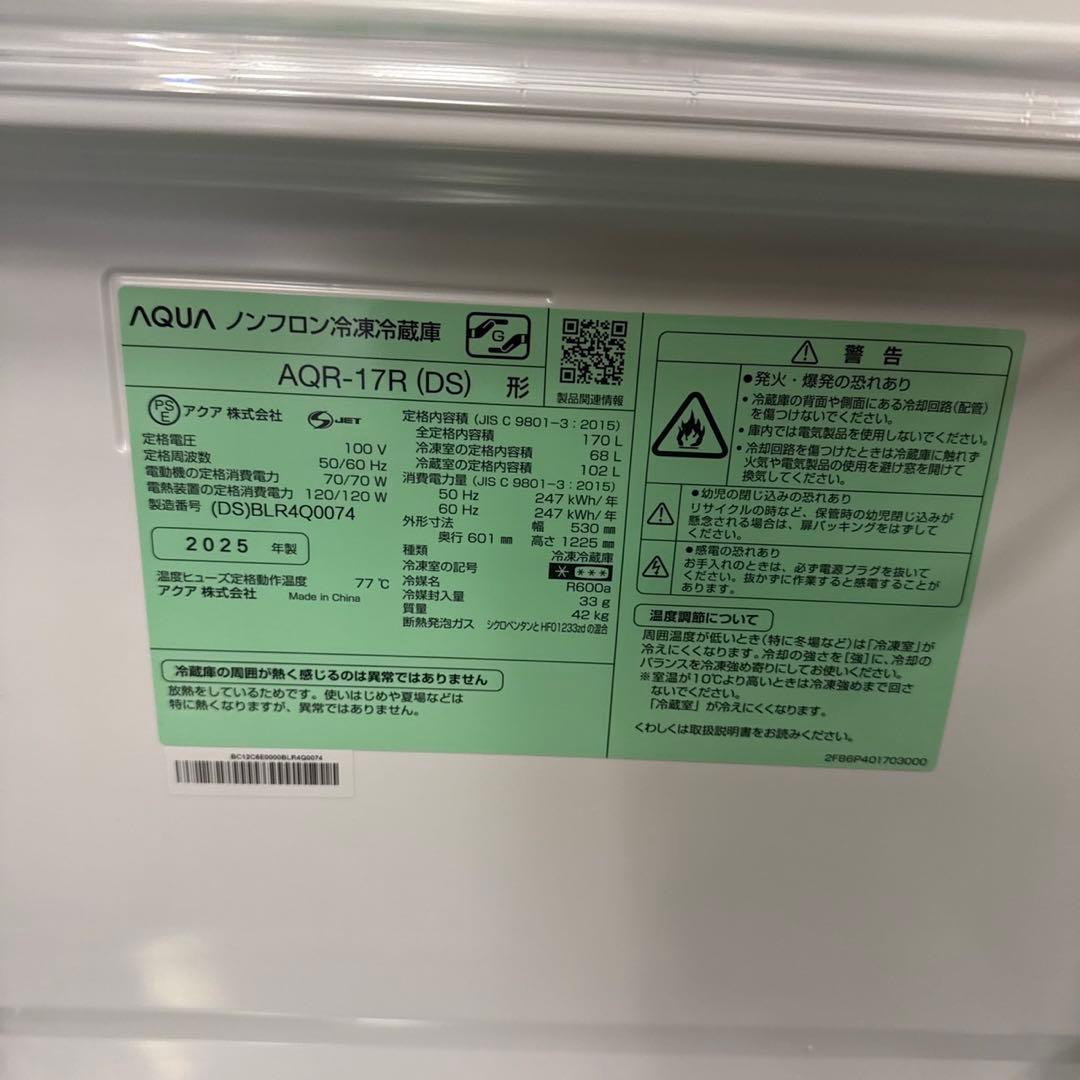 AQUA ノンフロン冷凍冷蔵庫
G
AQR-17R (DS) 形
製品関連情報
PS E アクア 株式会社
S-JET
定格電圧 100 V
定格周波数 50/60 Hz
電動機の定格消費電力 70/70 W
電熱装置の定格消費電力 120/120 W
製造番号 (DS)BLR4Q0074
2025 年製
温度ヒューズ定格動作温度 77 ℃
アクア 株式会社 Made in China
定格内容積 (JIS C 9801-3 : 2015)
全定格内容積 170 L
冷凍室の定格内容積 68 L
冷蔵室の定格内容積 102 L
消費電力量 (JIS C 9801-3 : 2015)
50 Hz 247 kWh/年
60 Hz 247 kWh/年
外形寸法 幅 530 mm
奥行 601 mm 高さ 1225 mm
種類 冷凍冷蔵庫
冷凍室の記号 * ***
冷媒名 R600a
冷媒封入量 33 g
質量 42 kg
断熱発泡ガス シクロペンタンとHFO1233zdの混合
冷蔵庫の周囲が熱く感じるのは異常ではありません
放熱をしているためです。使いはじめや夏場などは
特に熱くなりますが、異常ではありません。
警告
●発火・爆発の恐れあり
・冷蔵庫の背面や側面にある冷却回路(配管)
を傷つけないでください。
・庫内では電気製品を使用しないでください。
・冷却回路を傷つけたときは冷蔵庫に触れず
火気や電気製品の使用を避け窓を開けて
換気してください。
●幼児の閉じ込みの恐れあり
リサイクルの時など、保管時の幼児閉じ込みが
懸念される場合は、扉パッキングをはずして
ください。
●感電の恐れあり
お手入れのときは、必ず電源プラグを抜いて
ください。抜かずに作業すると感電することが
あります。
温度調節について
周囲温度が低いとき(特に冬場など)は「冷凍室」が
冷えにくくなります。冷却の強さを[強]に、冷却の
バランスを冷凍強め寄りにしてお使いください。
※室温が10℃より高いときは冷凍強めまで回さ
ないでください。
「冷蔵室」が冷えにくくなります。
くわしくは取扱説明書をお読みください。
2FB6P401703000
BC12C6E0000BLR4Q0074